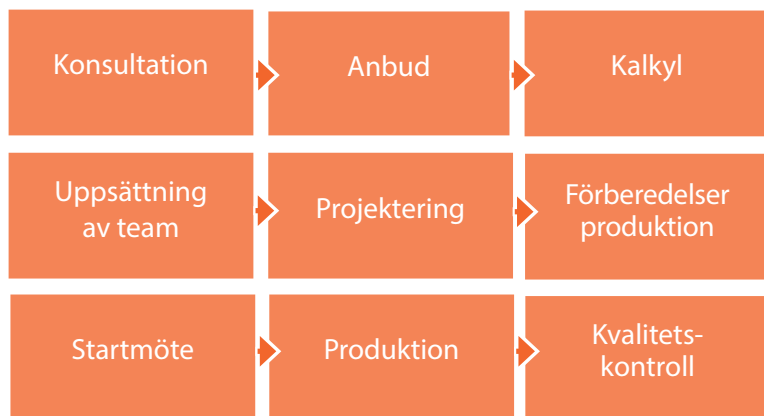 Konsultation
Anbud
Kalkyl
Uppsättning
av team
Projektering
Förberedelser
produktion
Startmöte
Produktion
Kvalitets-
kontroll